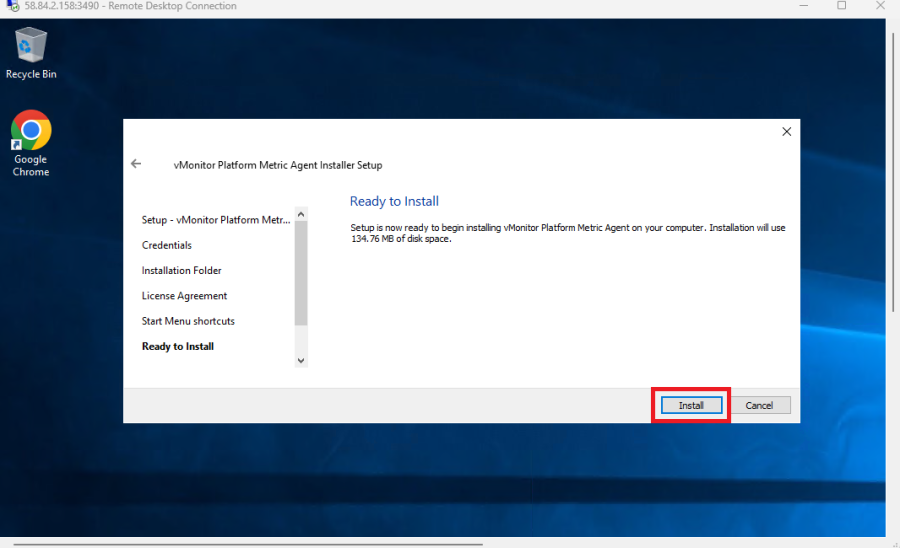 58.84.2.158:3490 - Remote Desktop Connection
Recycle Bin
Google
Chrome
vMonitor Platform Metric Agent Installer Setup
Setup - vMonitor Platform Metr...
Credentials
Installation Folder
License Agreement
Start Menu shortcuts
Ready to Install
Ready to Install
Setup is now ready to begin installing vMonitor Platform Metric Agent on your computer. Installation will use
134.76 MB of disk space.
Install
Cancel